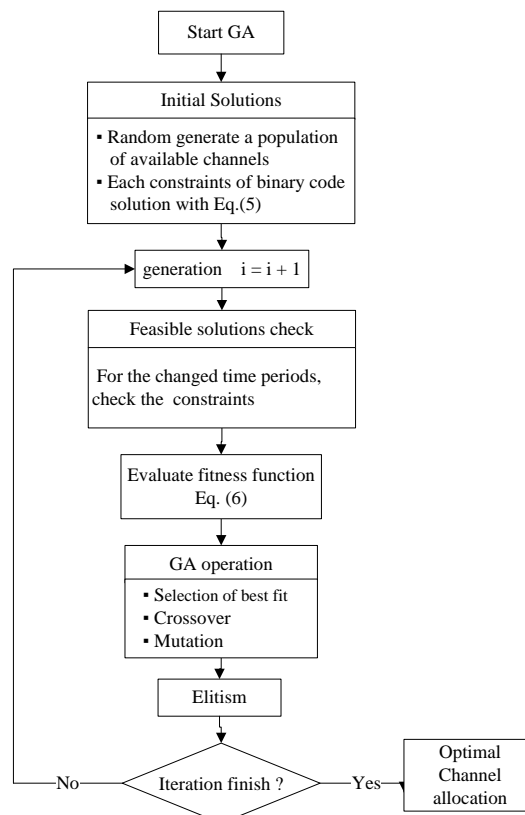 Start GA
Initial Solutions
▪ Random generate a population
of available channels
▪ Each constraints of binary code
solution with Eq.(5)
generation i = i + 1
Feasible solutions check
For the changed time periods,
check the constraints
Evaluate fitness function
Eq. (6)
GA operation
▪ Selection of best fit
▪ Crossover
▪ Mutation
Elitism
Iteration finish ?
No
Yes
Optimal
Channel
allocation